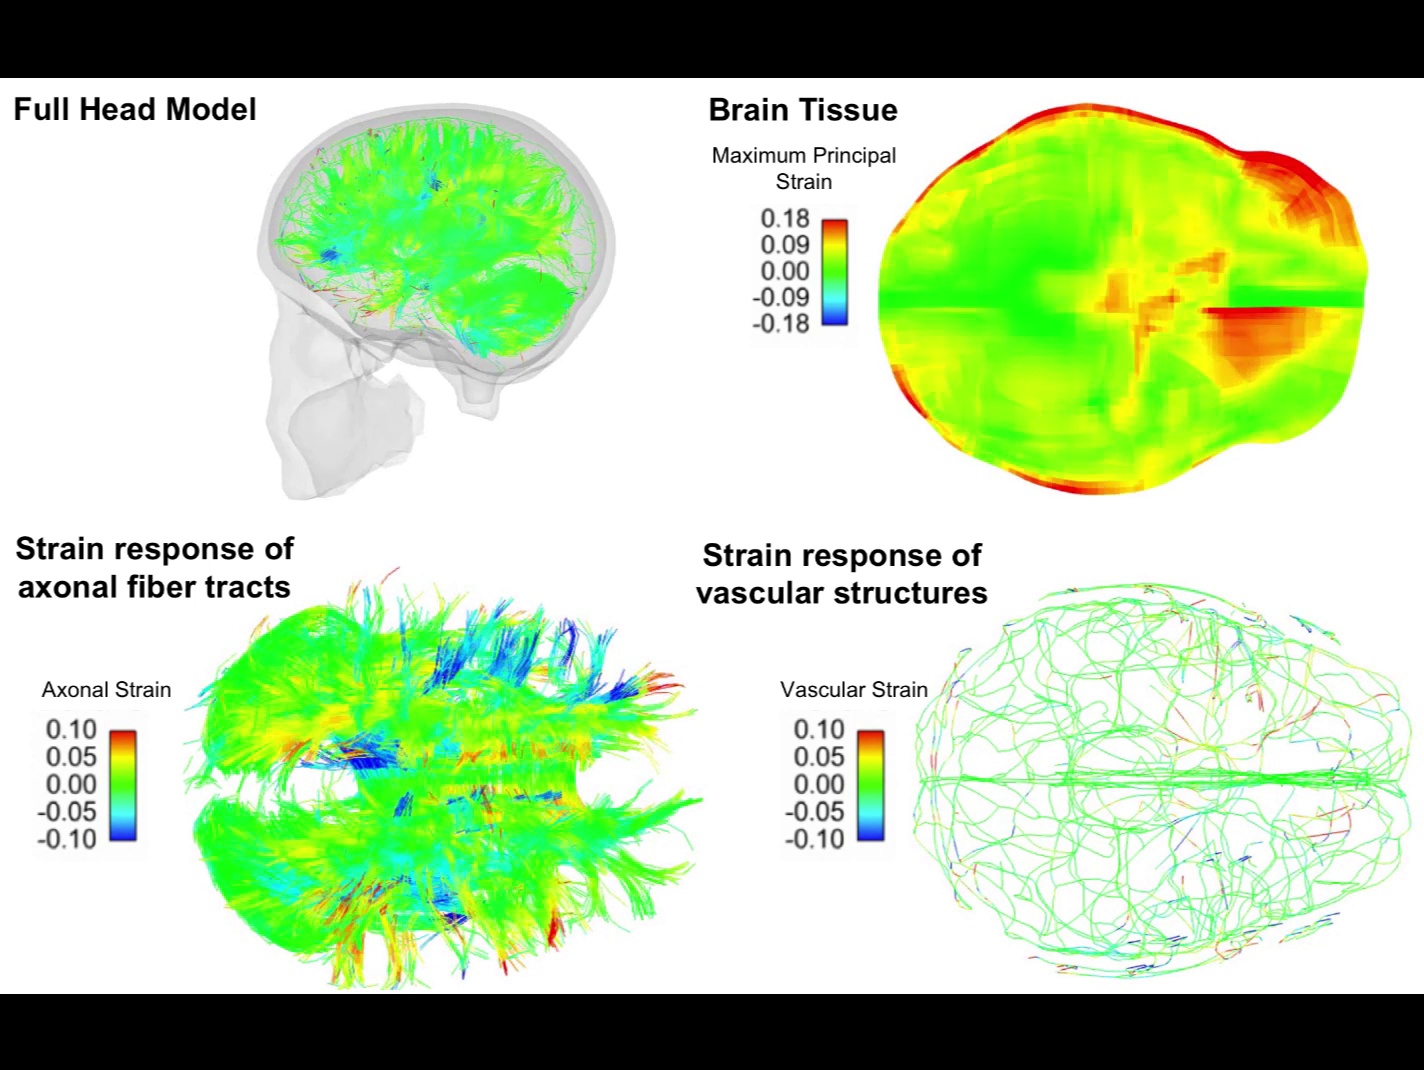 Full Head Model
Brain Tissue
Maximum Principal
Strain
0.18
0.09
0.00
-0.09
-0.18
Strain response of
axonal fiber tracts
Axonal Strain
0.10
0.05
0.00
-0.05
-0.10
Strain response of
vascular structures
Vascular Strain
0.10
0.05
0.00
-0.05
-0.10